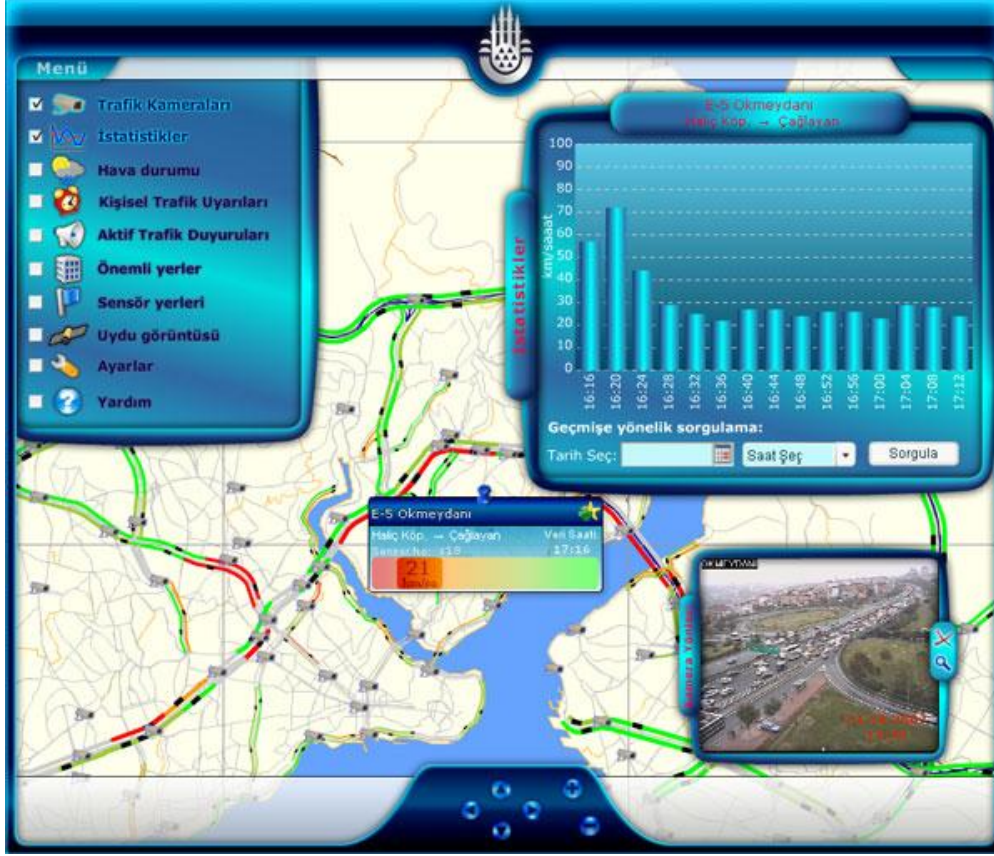 Menü
Trafik Kameraları
İstatistikler
Hava durumu
Kişisel Trafik Uyarıları
Aktif Trafik Duyuruları
Önemli yerler
Sensör yerleri
Uydu görüntüsü
Ayarlar
Yardım
E-5 Okmeydanı
Haliç Köp. → Çağlayan
İstatistikler
km/saaat
100
90
80
70
60
50
40
30
20
10
0
16:16
16:20
16:24
16:28
16:32
16:36
16:40
16:44
16:48
16:52
16:56
17:00
17:04
17:08
17:12
Geçmişe yönelik sorgulama:
Tarih Seç:
Saat Seç
Sorgula
E-5 Okmeydanı
Haliç Köp. → Çağlayan Veri Saati
Sensor No: 17:16
21
OKMEYDANI